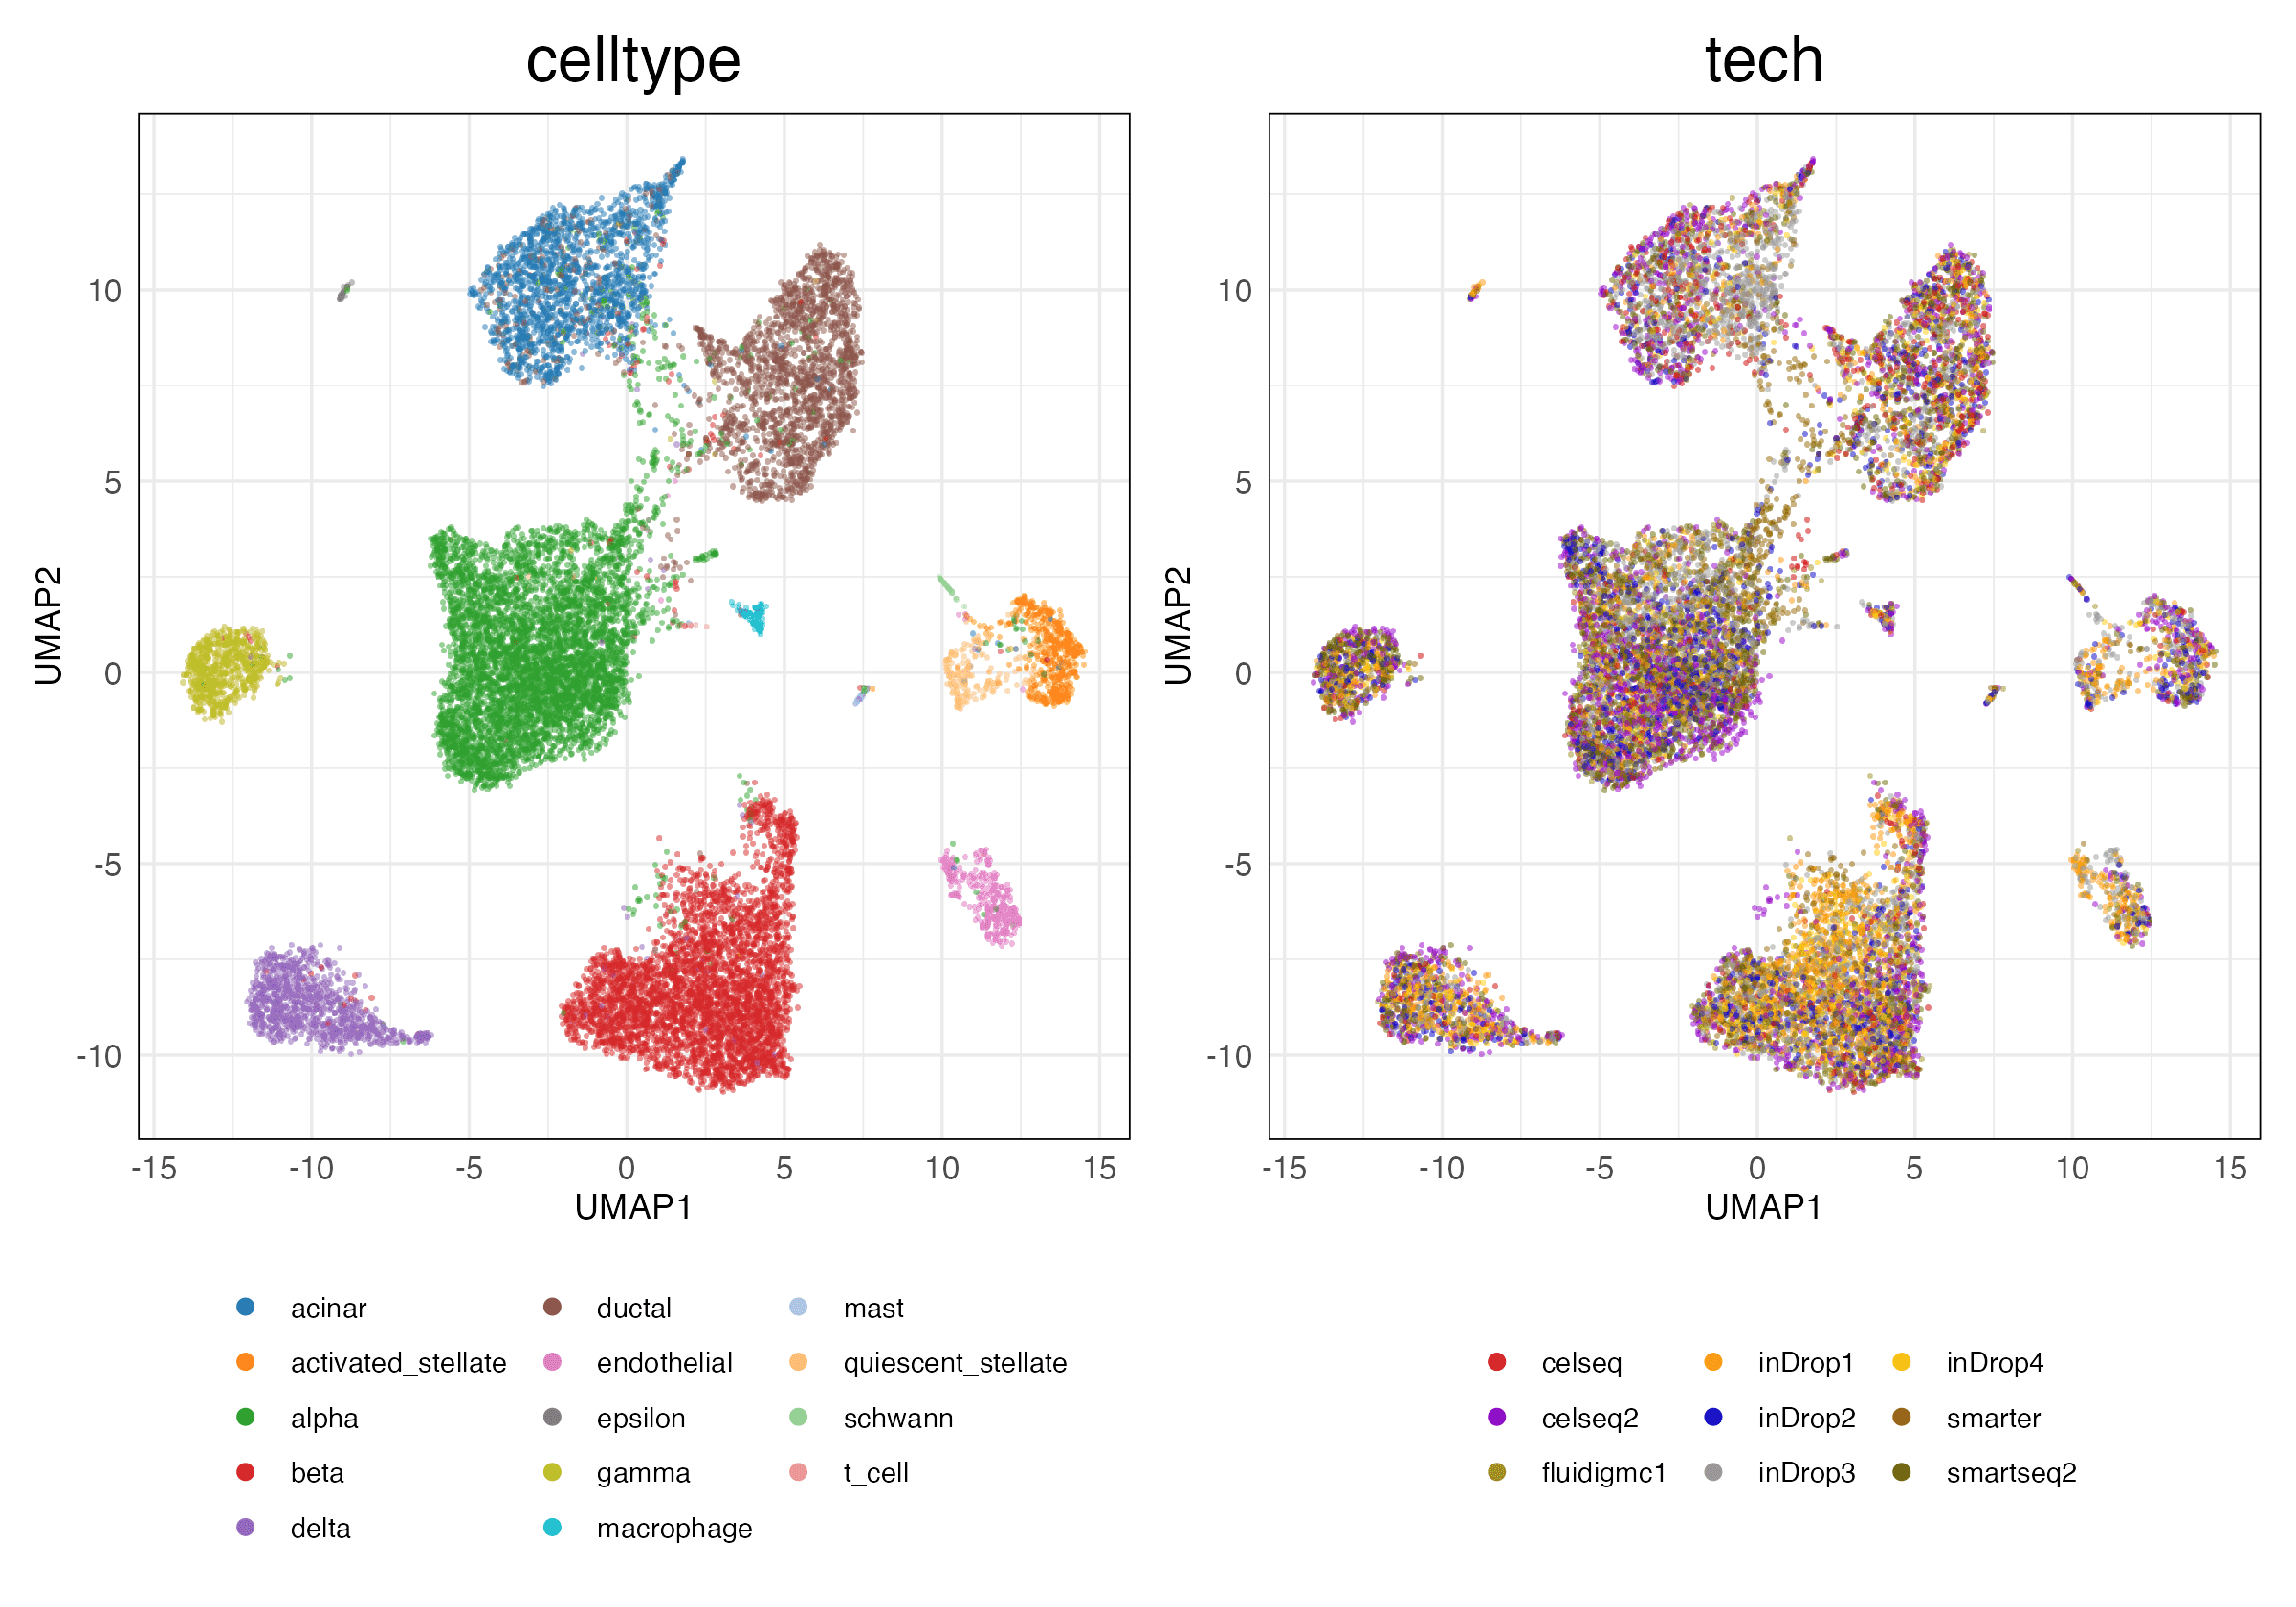 celltype
tech
UMAP2
10
5
0
-5
-10
-15 -10 -5 0 5 10 15
UMAP1
UMAP2
10
5
0
-5
-10
-15 -10 -5 0 5 10 15
UMAP1
acinar
activated_stellate
alpha
beta
delta
ductal
endothelial
epsilon
gamma
macrophage
mast
quiescent_stellate
schwann
t_cell
celseq
celseq2
fluidigmc1
inDrop1
inDrop2
inDrop3
inDrop4
smarter
smartseq2